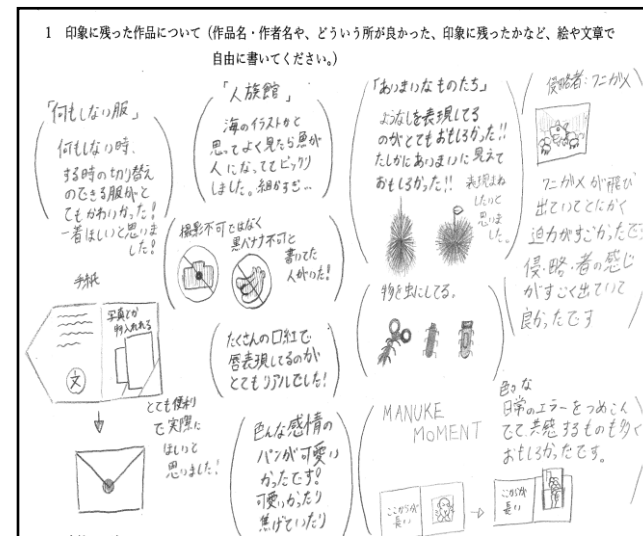 1 印象に残った作品について（作品名・作者名や、どういう所が良かった、印象に残ったかなど、絵や文章で
自由に書いてください。）
「何もしない服」
何もしない時、
する時の切り替え
のできる服がと
てもかわいかった！
一着ほしいと思いま
した！
「人族館」
海のイラストかと
思ってよく見たら魚が
人になっててビックリ
しました。細かすぎ…
「あいまいなものたち」
ようなしを表現してる
のがとてもおもしろかった!!
たしかにあいまいに見えて
おもしろかった!!
表現まね
したいと
思いま
した。
侵略者:ワニガメ
ワニガメが飛び
出ていてとにかく
迫力がすごかったです
侵・略・者の感じ
がすごく出ていて
良かったです
撮影不可ではなく
黒バナナ不可と
書いてた
人がいた！
手紙
写真とか
封入れれる
文
とても便利
で実際に
ほしいと
思いました！
たくさんの口紅で
唇表現してるのが
とてもリアルでした！
物を虫にしてる。
色んな感情の
パンが可愛い
かったです！
可愛いかったり
焦げていたり
MANUKE
MOMENT
色々な
日常のエラーをつめこん
でて、共感するものも多く
おもしろかったです。
ここらが
長い
ここらが
長い